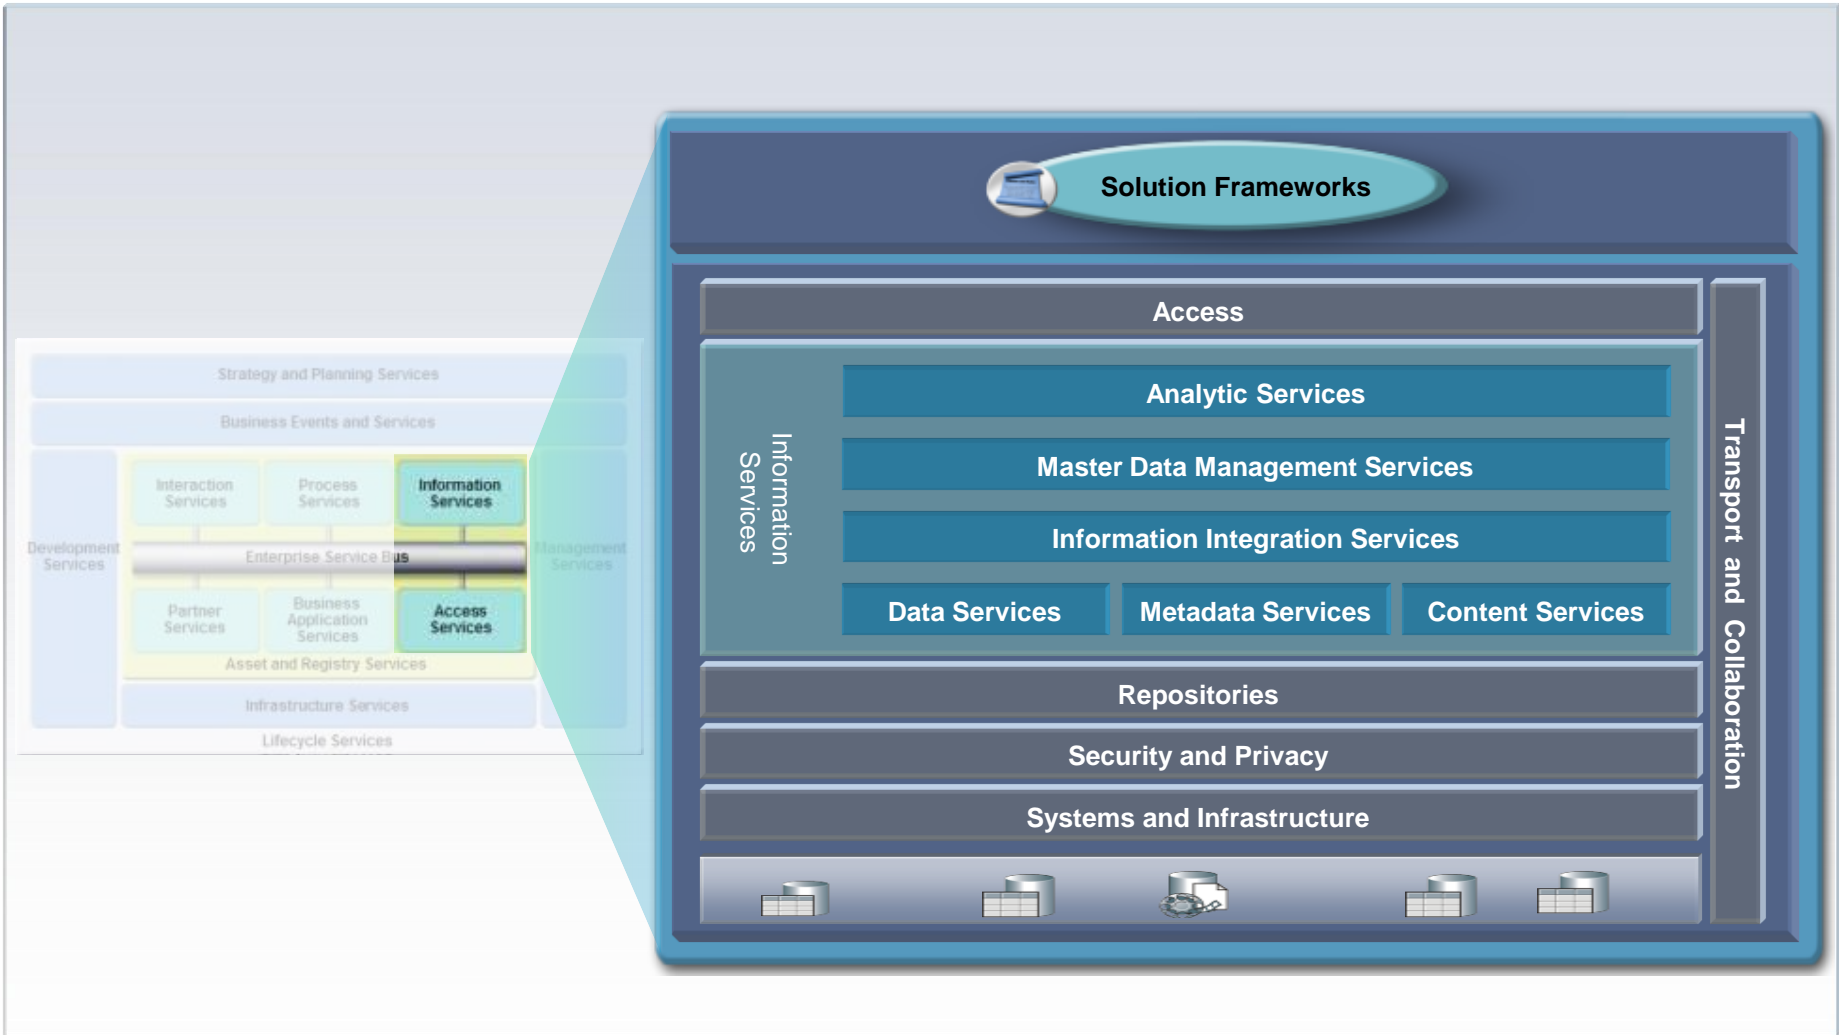 Strategy and Planning Services
Business Events and Services
Development
Services
Interaction
Services
Process
Services
Information
Services
Enterprise Service Bus
Management
Services
Partner
Services
Business
Application
Services
Access
Services
Asset and Registry Services
Infrastructure Services
Lifecycle Services
Solution Frameworks
Access
Information
Services
Analytic Services
Master Data Management Services
Information Integration Services
Data Services
Metadata Services
Content Services
Repositories
Security and Privacy
Systems and Infrastructure
Transport and Collaboration